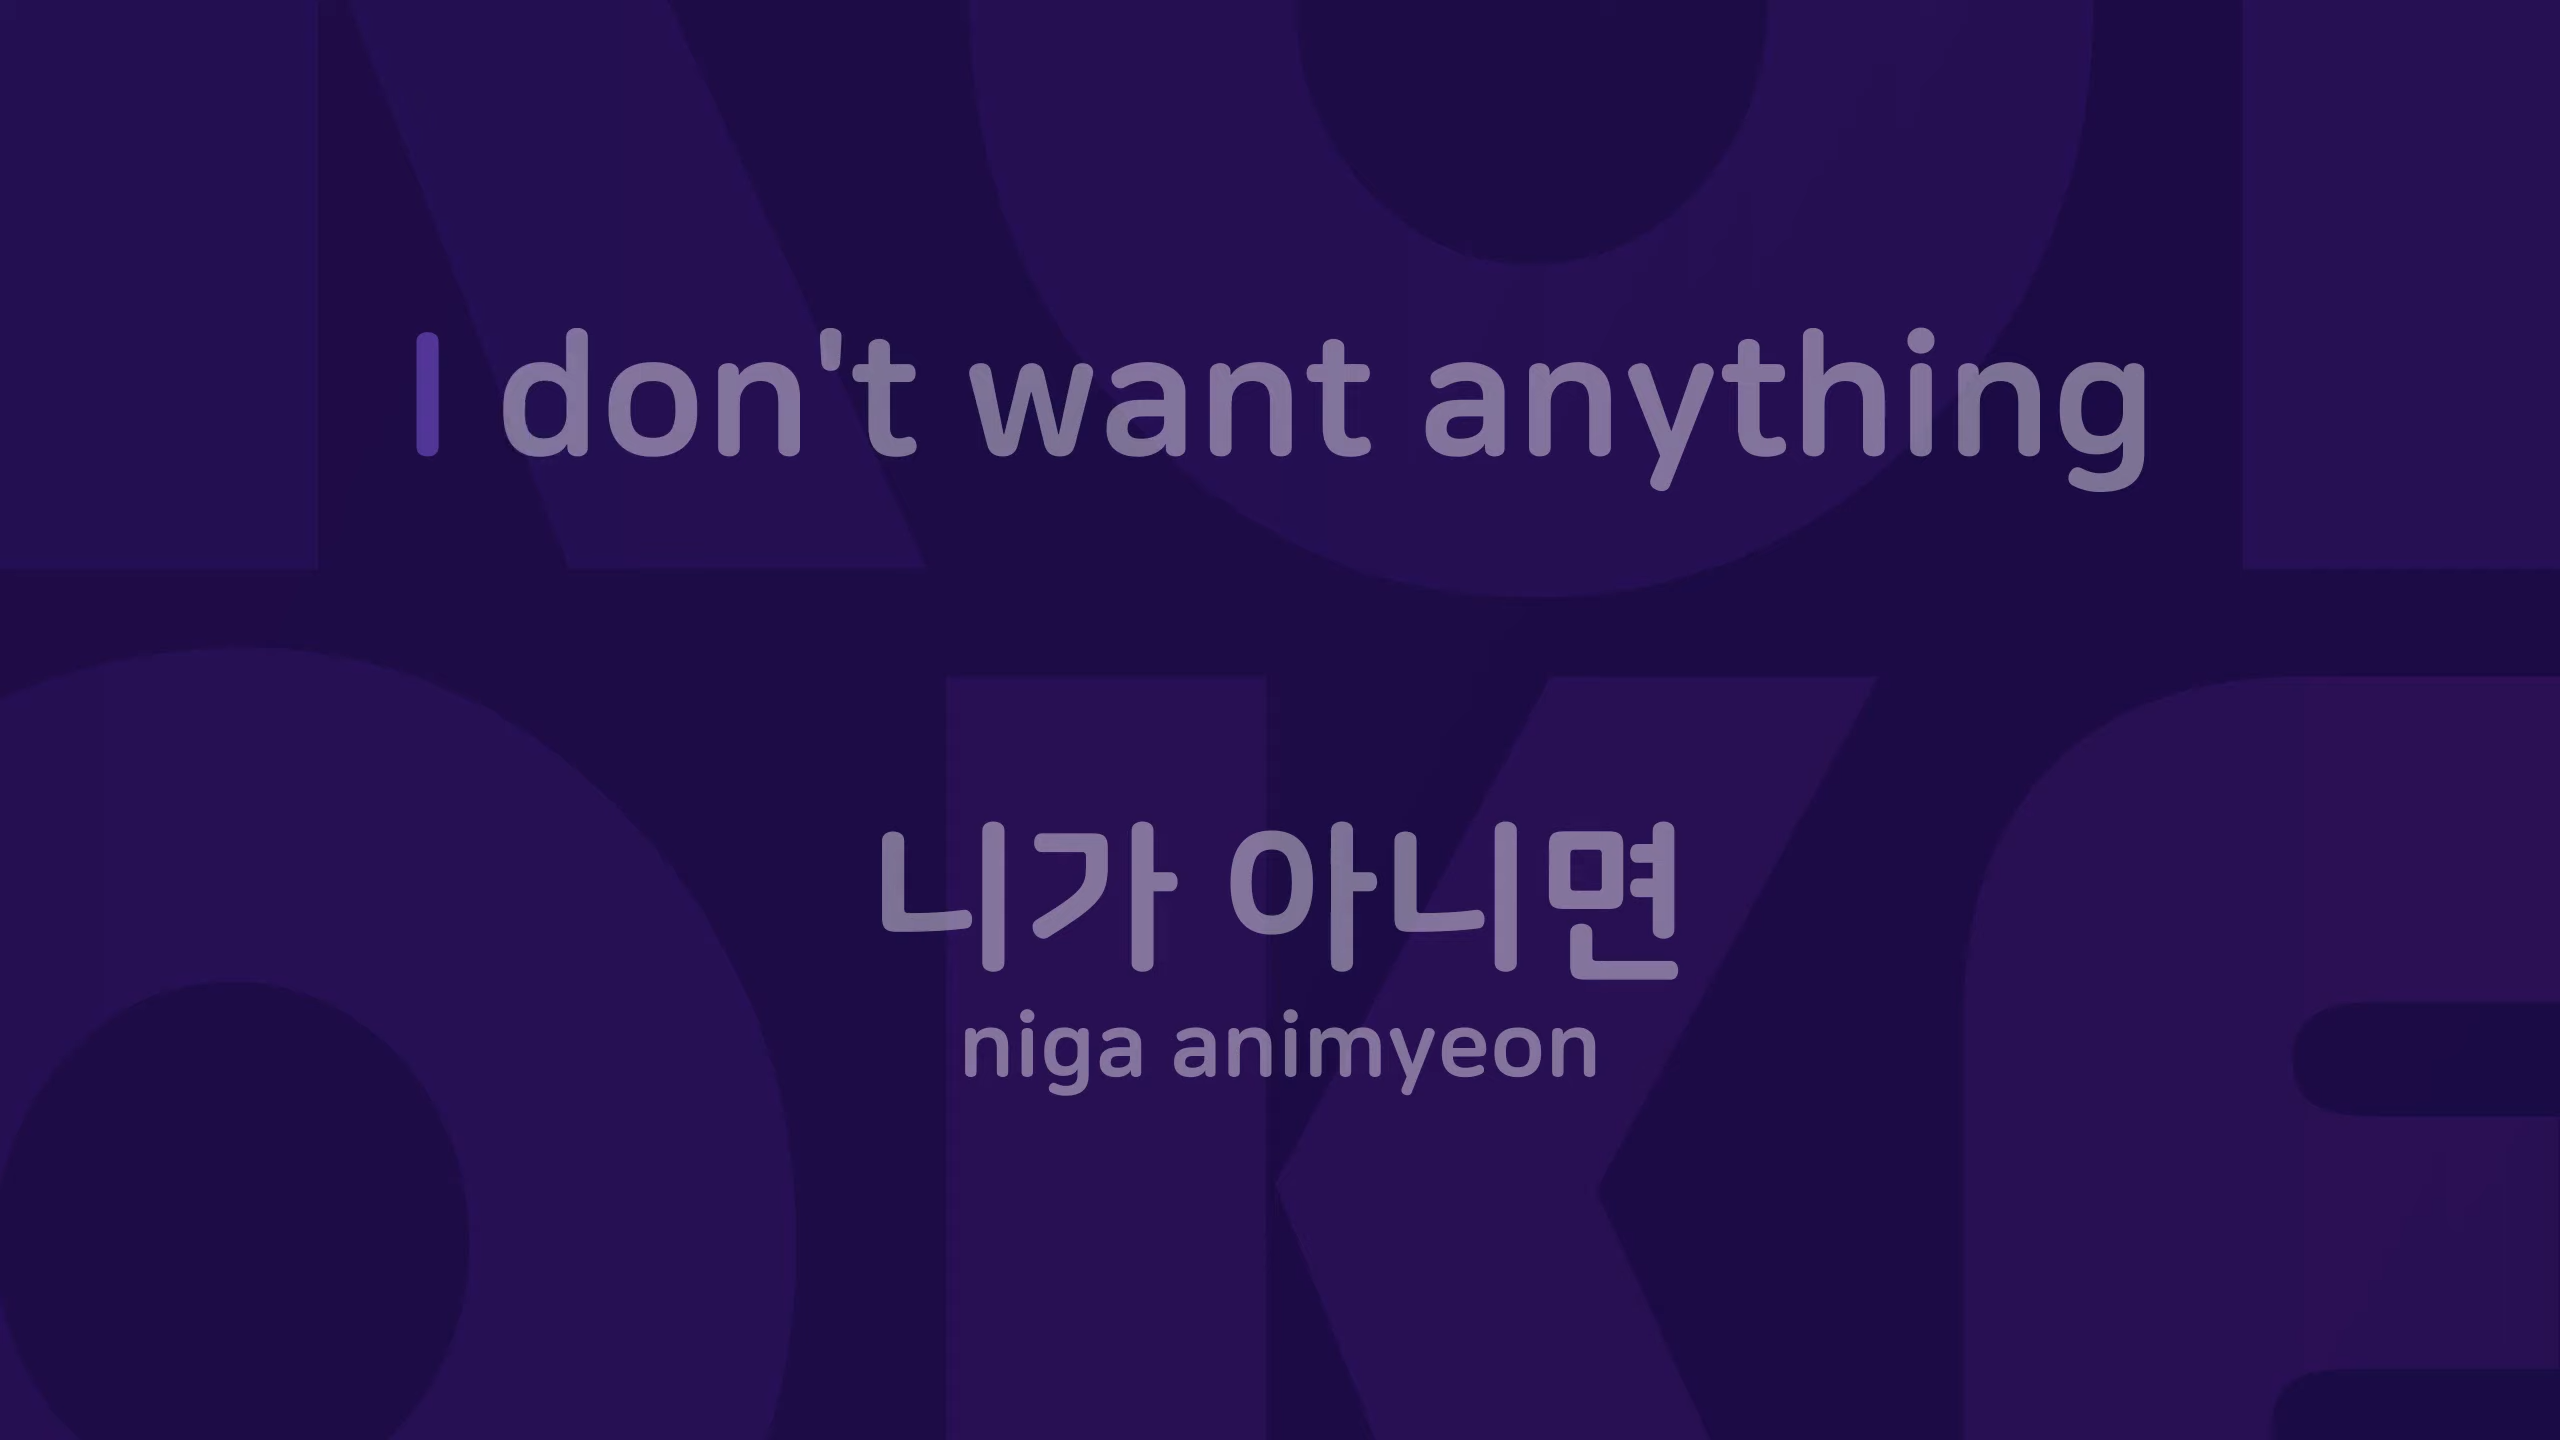 I don't want anything
니가 아니면
niga animyeon